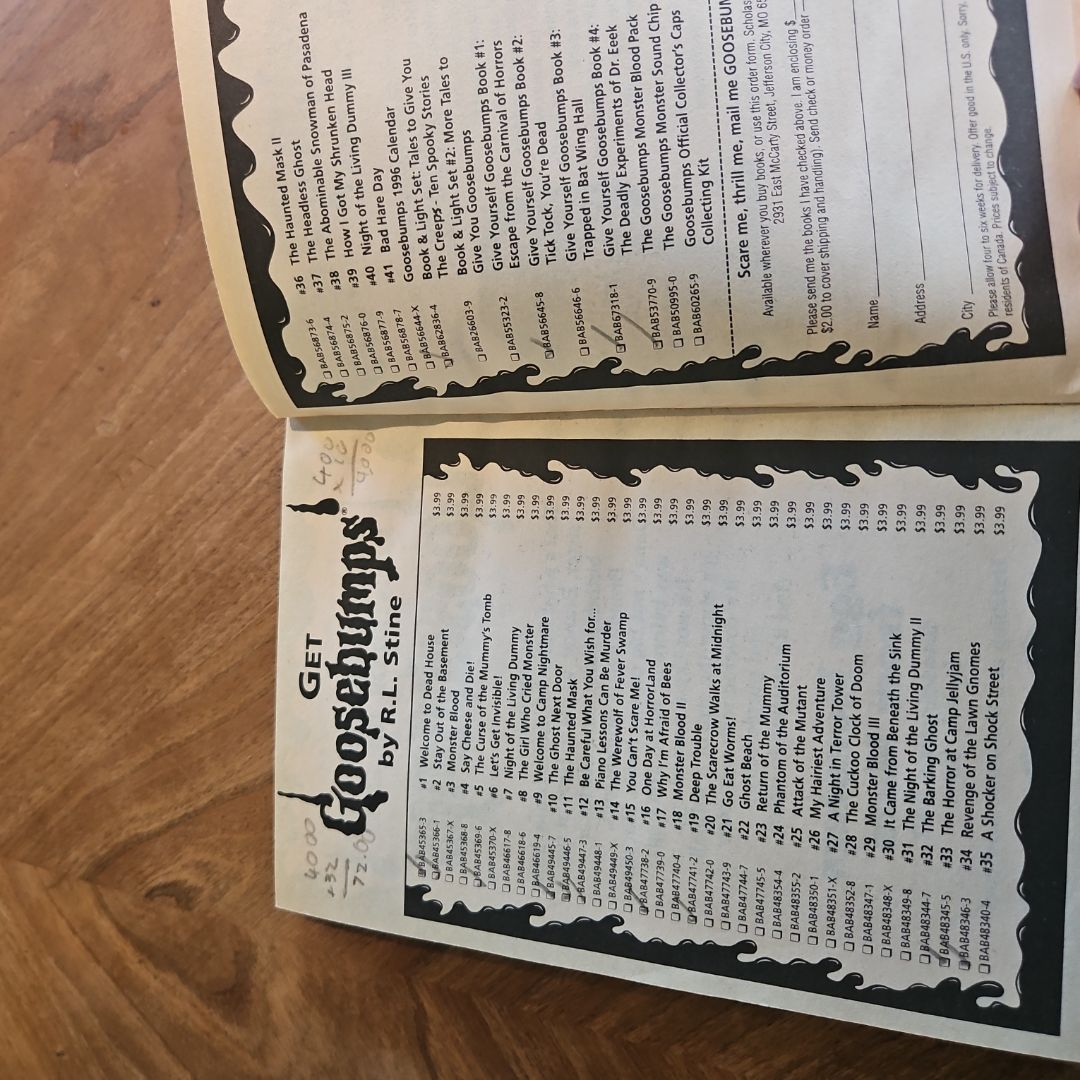 GET
Goosebumps®
by R.L. Stine
400
x 10
4000
40.00
+32
72.00
BAB45365-3 #1 Welcome to Dead House $3.99
BAB45366-1 #2 Stay Out of the Basement $3.99
BAB45367-X #3 Monster Blood $3.99
BAB45368-8 #4 Say Cheese and Die! $3.99
BAB45369-6 #5 The Curse of the Mummy's Tomb $3.99
BAB45370-X #6 Let's Get Invisible! $3.99
BAB46617-8 #7 Night of the Living Dummy $3.99
BAB46618-6 #8 The Girl Who Cried Monster $3.99
BAB46619-4 #9 Welcome to Camp Nightmare $3.99
BAB49445-7 #10 The Ghost Next Door $3.99
BAB49446-5 #11 The Haunted Mask $3.99
BAB49447-3 #12 Be Careful What You Wish for... $3.99
BAB49448-1 #13 Piano Lessons Can Be Murder $3.99
BAB49449-X #14 The Werewolf of Fever Swamp $3.99
BAB49450-3 #15 You Can't Scare Me! $3.99
BAB47738-2 #16 One Day at HorrorLand $3.99
BAB47739-0 #17 Why I'm Afraid of Bees $3.99
BAB47740-4 #18 Monster Blood II $3.99
BAB47741-2 #19 Deep Trouble $3.99
BAB47742-0 #20 The Scarecrow Walks at Midnight $3.99
BAB47743-9 #21 Go Eat Worms! $3.99
BAB47744-7 #22 Ghost Beach $3.99
BAB47745-5 #23 Return of the Mummy $3.99
BAB48354-4 #24 Phantom of the Auditorium $3.99
BAB48355-2 #25 Attack of the Mutant $3.99
BAB48350-1 #26 My Hairiest Adventure $3.99
BAB48351-X #27 A Night in Terror Tower $3.99
BAB48352-8 #28 The Cuckoo Clock of Doom $3.99
BAB48347-1 #29 Monster Blood III $3.99
BAB48348-X #30 It Came from Beneath the Sink $3.99
BAB48349-8 #31 The Night of the Living Dummy II $3.99
BAB48344-7 #32 The Barking Ghost $3.99
BAB48345-5 #33 The Horror at Camp Jellyjam $3.99
BAB48346-3 #34 Revenge of the Lawn Gnomes $3.99
BAB48340-4 #35 A Shocker on Shock Street $3.99
BAB56873-6 #36 The Haunted Mask II
BAB56874-4 #37 The Headless Ghost
BAB56875-2 #38 The Abominable Snowman of Pasadena
BAB56876-0 #39 How I Got My Shrunken Head
BAB56877-9 #40 Night of the Living Dummy III
BAB56878-7 #41 Bad Hare Day
BAB56644-X Goosebumps 1996 Calendar
BAB62836-4 Book & Light Set: Tales to Give You
The Creeps - Ten Spooky Stories
BAB26603-9 Book & Light Set #2: More Tales to
Give You Goosebumps
BAB55323-2 Give Yourself Goosebumps Book #1:
Escape from the Carnival of Horrors
BAB56645-8 Give Yourself Goosebumps Book #2:
Tick Tock, You're Dead
BAB56646-6 Give Yourself Goosebumps Book #3:
Trapped in Bat Wing Hall
BAB67318-1 Give Yourself Goosebumps Book #4:
The Deadly Experiments of Dr. Eeek
BAB53770-9 The Goosebumps Monster Blood Pack
BAB50995-0 The Goosebumps Monster Sound Chip
BAB60265-9 Goosebumps Official Collector's Caps
Collecting Kit
Scare me, thrill me, mail me GOOSEBUM
Available wherever you buy books, or use this order form. Scholas
2931 East McCarty Street, Jefferson City, MO 65
Please send me the books I have checked above. I am enclosing $
$2.00 to cover shipping and handling). Send check or money order
Name
Address
City
Please allow four to six weeks for delivery. Offer good in the U.S. only. Sorry,
residents of Canada. Prices subject to change.